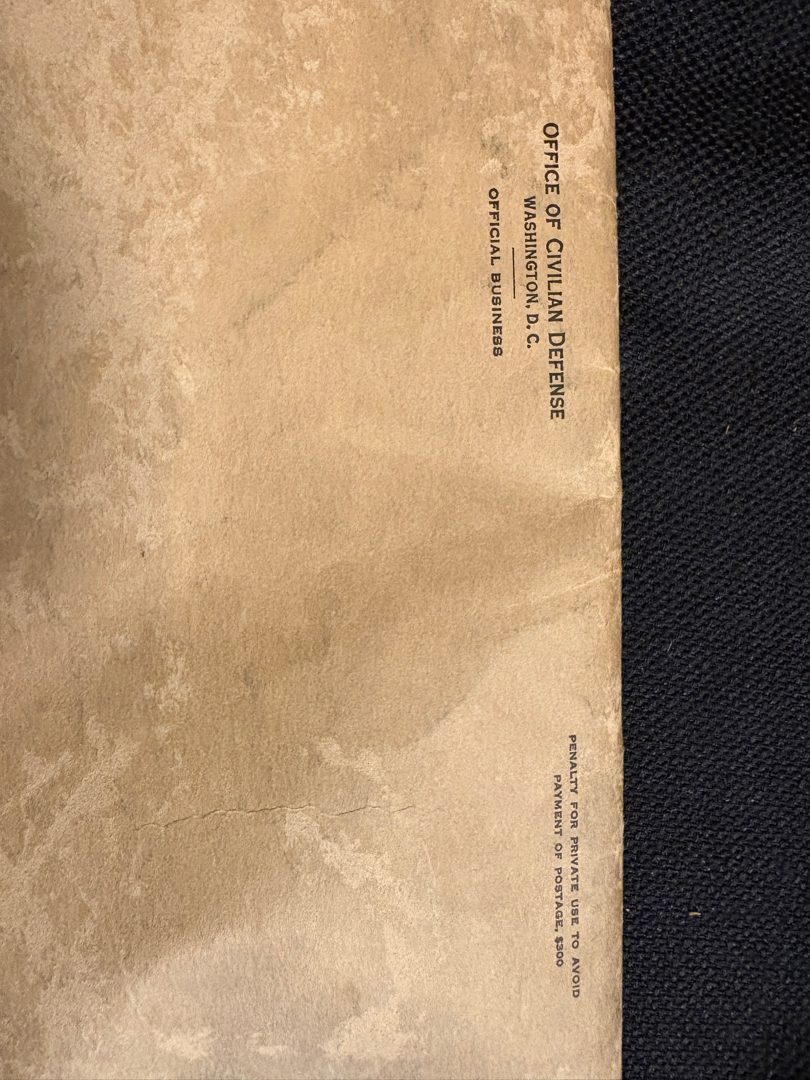 OFFICE OF CIVILIAN DEFENSE
WASHINGTON, D. C.
OFFICIAL BUSINESS
PENALTY FOR PRIVATE USE TO AVOID
PAYMENT OF POSTAGE, $300